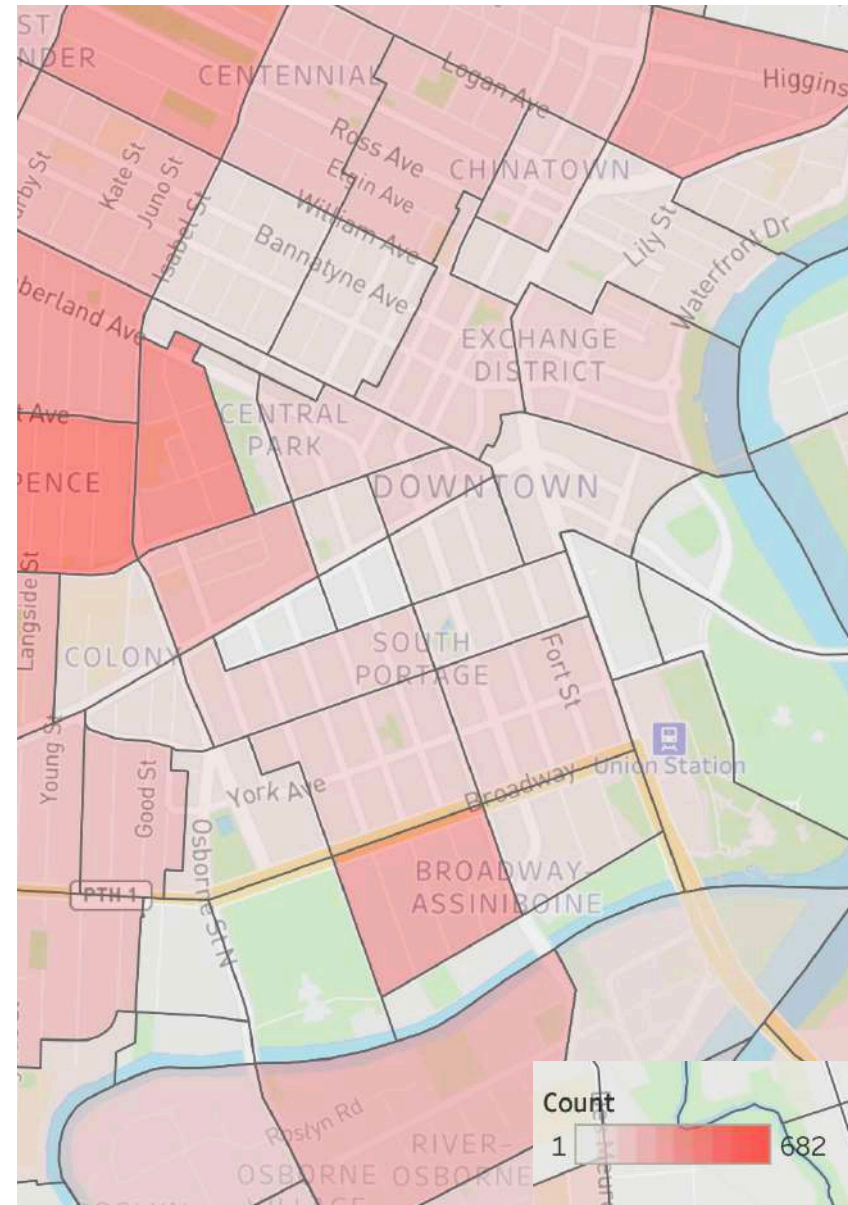 ST
NDER
CENTENNIAL
Logan Ave
Higgins
Ross Ave
Elgin Ave
CHINATOWN
Kate St
Juno St
Isabel St
William Ave
Bannatyne Ave
Lily St
Waterfront Dr
rby St
berland Ave
EXCHANGE
DISTRICT
t Ave
CENTRAL
PARK
PENCE
DOWNTOWN
Langside St
COLONY
SOUTH
PORTAGE
Fort St
Young St
Good St
York Ave
Broadway
Union Station
Osborne St N
PTH 1
BROADWAY-
ASSINIBOINE
Roslyn Rd
RIVER-
OSBORNE
OSBORNE
VILLAGE
Count
1
682